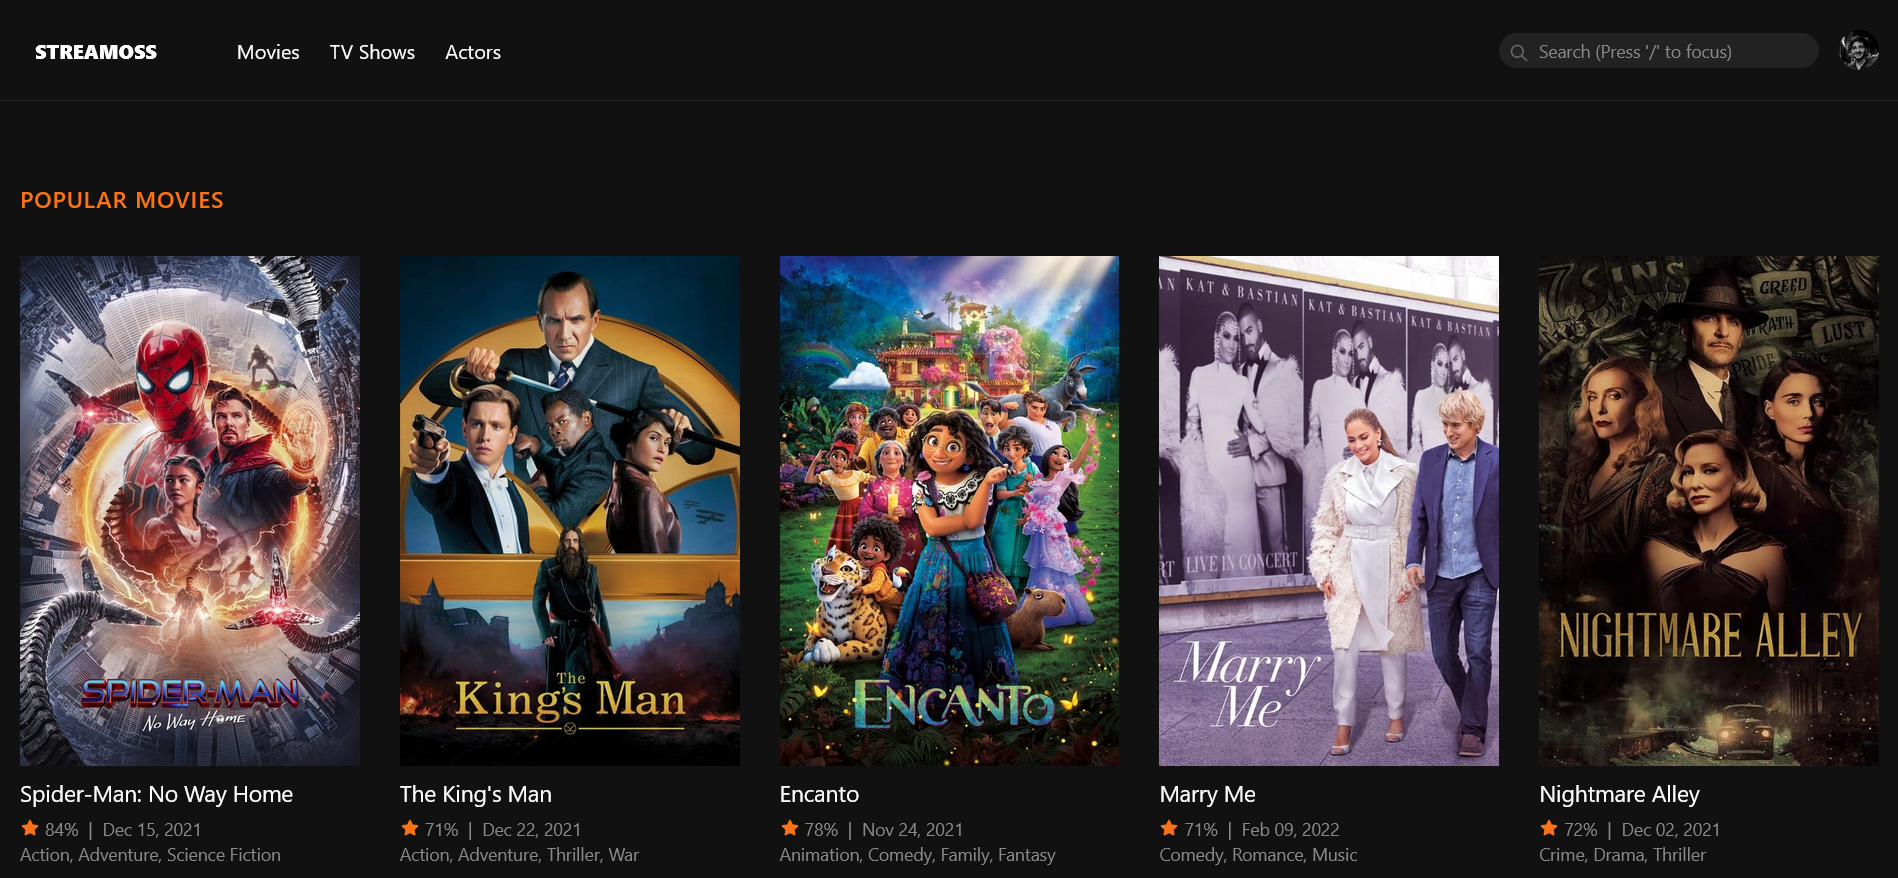 STREAMOSS
Movies
TV Shows
Actors
Search (Press '/' to focus)
POPULAR MOVIES
SPIDER-MAN
No Way Home
The
King's Man
ENCANTO
AN
KAT & BASTIAN
KAT & BASTIAN
KAT & BASTIAN
RT
LIVE IN CONCERT
Marry
Me
7 SINS
GREED
WRATH
LUST
PRIDE
NIGHTMARE ALLEY
Spider-Man: No Way Home
84% | Dec 15, 2021
Action, Adventure, Science Fiction
The King's Man
71% | Dec 22, 2021
Action, Adventure, Thriller, War
Encanto
78% | Nov 24, 2021
Animation, Comedy, Family, Fantasy
Marry Me
71% | Feb 09, 2022
Comedy, Romance, Music
Nightmare Alley
72% | Dec 02, 2021
Crime, Drama, Thriller